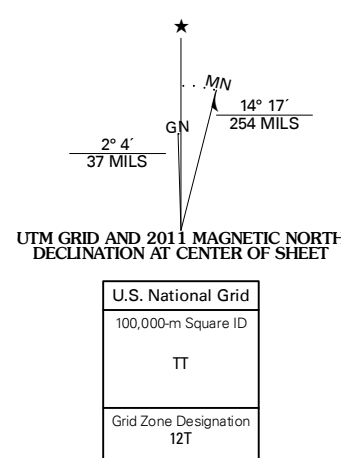 MN
GN
14° 17´
254 MILS
2° 4´
37 MILS
UTM GRID AND 2011 MAGNETIC NORTH
DECLINATION AT CENTER OF SHEET
U.S. National Grid
100,000-m Square ID
TT
Grid Zone Designation
12T